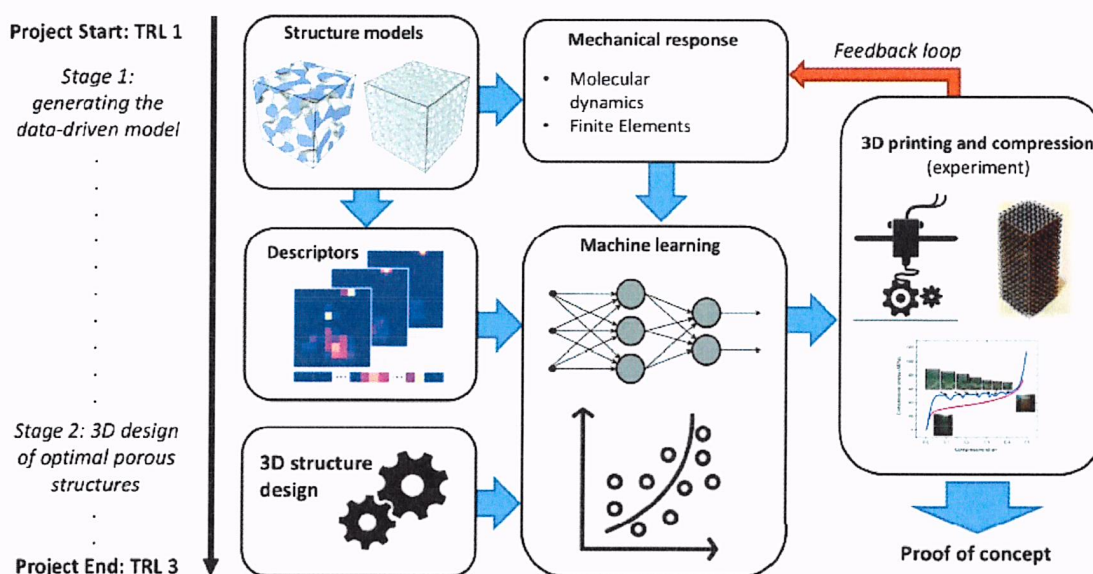 Project Start: TRL 1
Stage 1:
generating the
data-driven model
Stage 2: 3D design
of optimal porous
structures
Project End: TRL 3
Structure models
Mechanical response
• Molecular
dynamics
• Finite Elements
Feedback loop
3D printing and compression
(experiment)
Descriptors
Machine learning
3D structure
design
Proof of concept